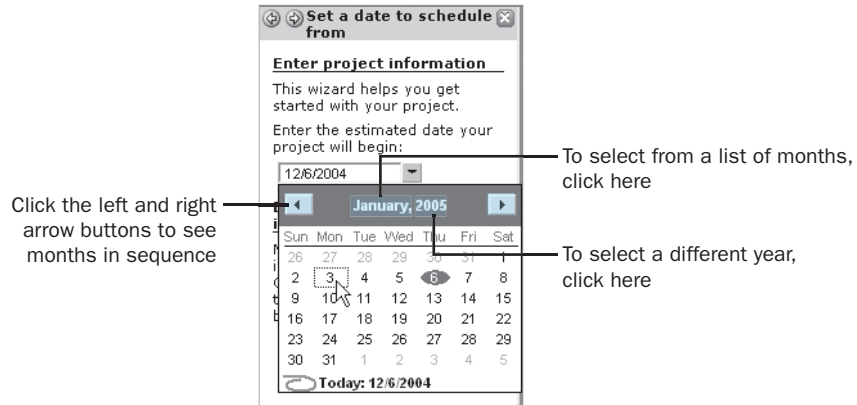 Set a date to schedule
from
Enter project information
This wizard helps you get
started with your project.
Enter the estimated date your
project will begin:
12/6/2004
January, 2005
Sun Mon Tue Wed Thu Fri Sat
26 27 28 29 30 31 1
2 3 4 5 6 7 8
9 10 11 12 13 14 15
16 17 18 19 20 21 22
23 24 25 26 27 28 29
30 31 1 2 3 4 5
Today: 12/6/2004
Click the left and right
arrow buttons to see
months in sequence
To select from a list of months,
click here
To select a different year,
click here